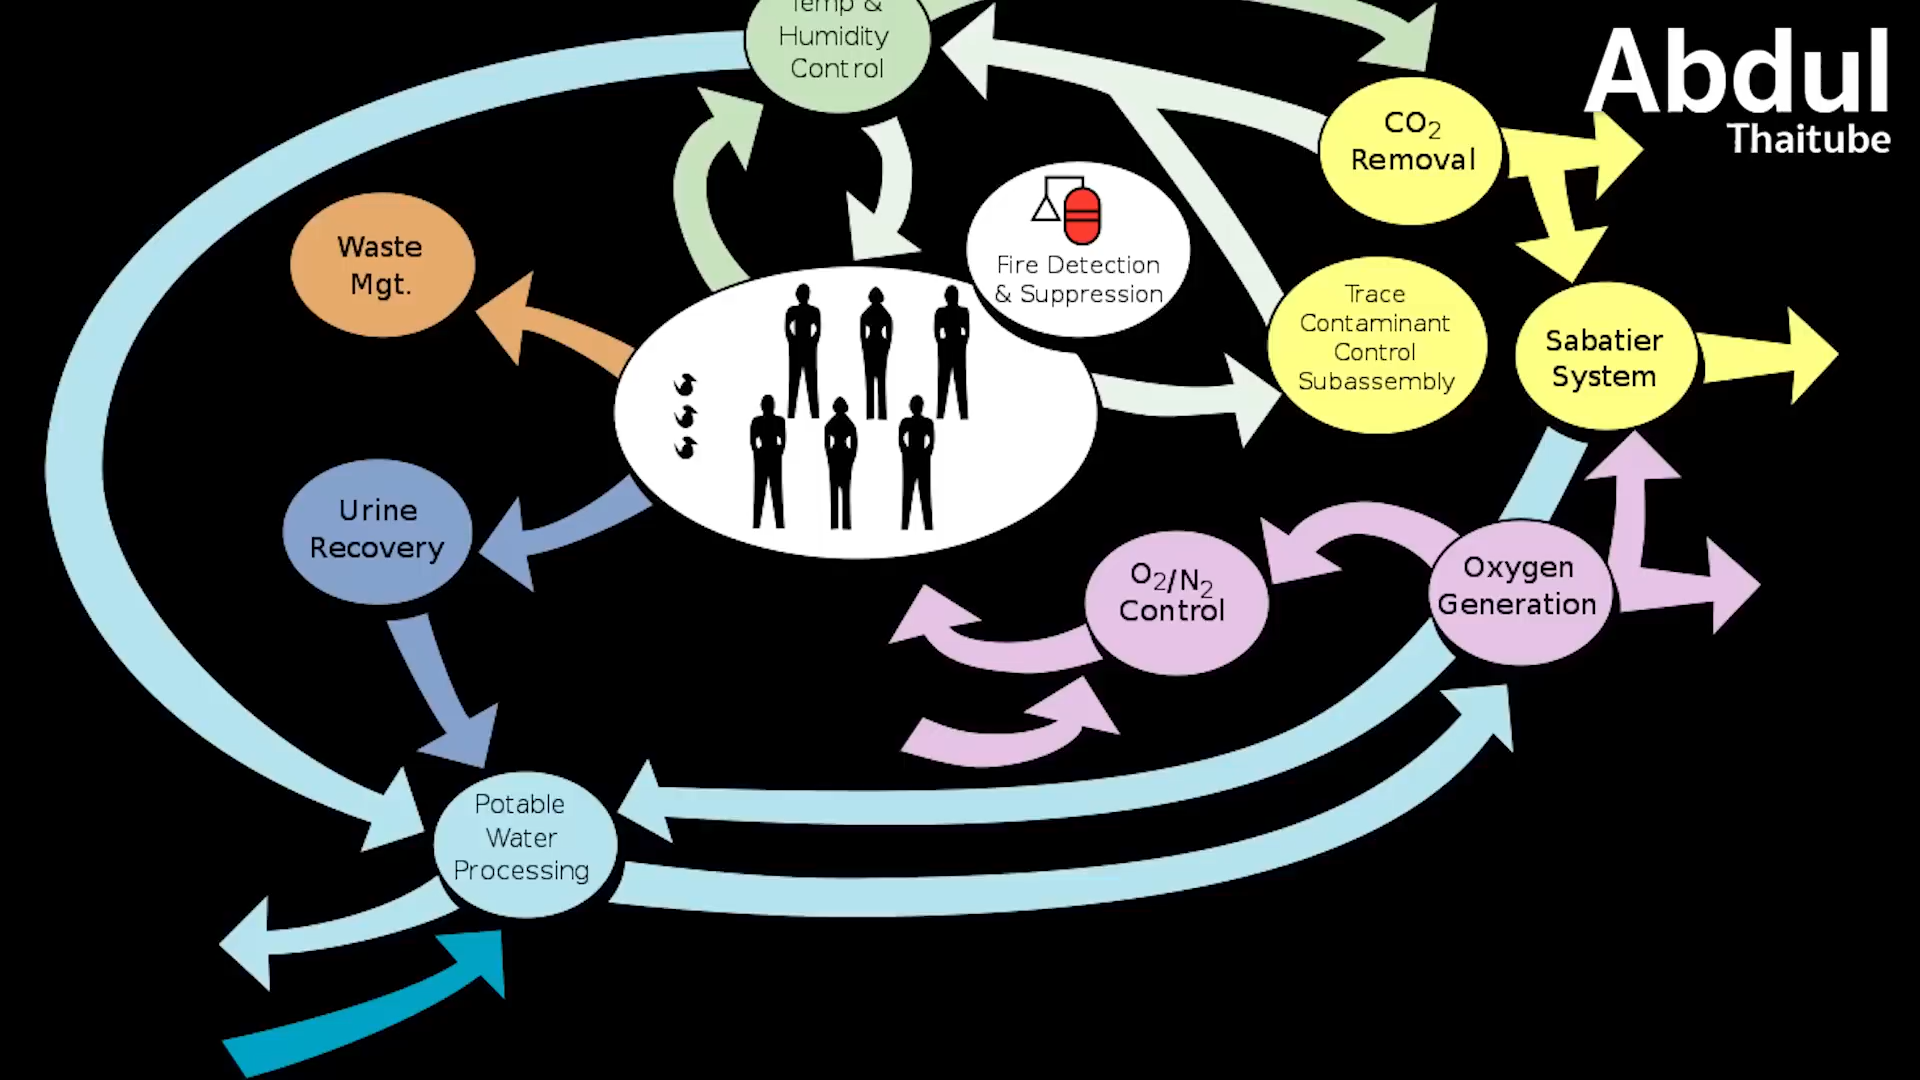 Temp &
Humidity
Control
Abdul
Thaitube
CO2
Removal
Waste
Mgt.
Fire Detection
& Suppression
Trace
Contaminant
Control
Subassembly
Sabatier
System
Urine
Recovery
O2/N2
Control
Oxygen
Generation
Potable
Water
Processing